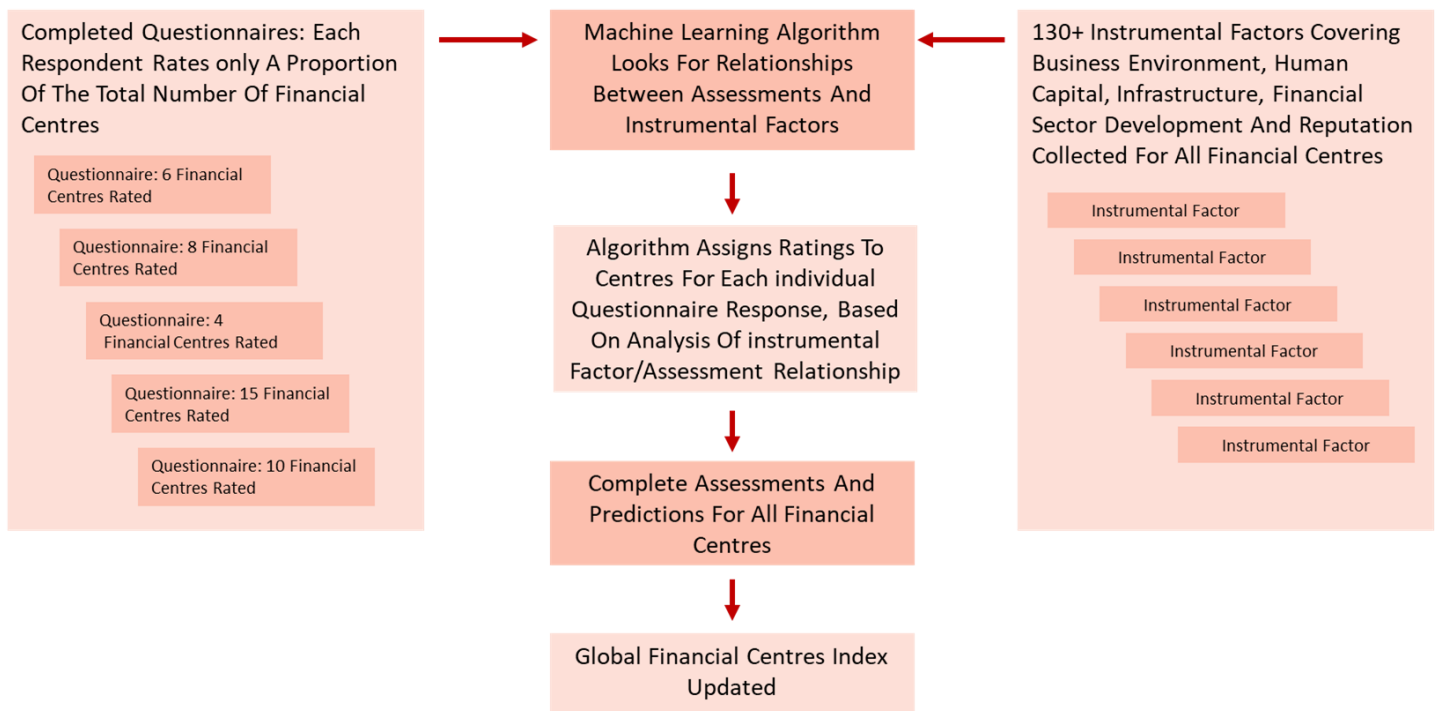 Completed Questionnaires: Each
Respondent Rates only A Proportion
Of The Total Number Of Financial
Centres
Questionnaire: 6 Financial
Centres Rated
Questionnaire: 8 Financial
Centres Rated
Questionnaire: 4
Financial Centres Rated
Questionnaire: 15 Financial
Centres Rated
Questionnaire: 10 Financial
Centres Rated
Machine Learning Algorithm
Looks For Relationships
Between Assessments And
Instrumental Factors
Algorithm Assigns Ratings To
Centres For Each individual
Questionnaire Response, Based
On Analysis Of instrumental
Factor/Assessment Relationship
Complete Assessments And
Predictions For All Financial
Centres
Global Financial Centres Index
Updated
130+ Instrumental Factors Covering
Business Environment, Human
Capital, Infrastructure, Financial
Sector Development And Reputation
Collected For All Financial Centres
Instrumental Factor
Instrumental Factor
Instrumental Factor
Instrumental Factor
Instrumental Factor
Instrumental Factor